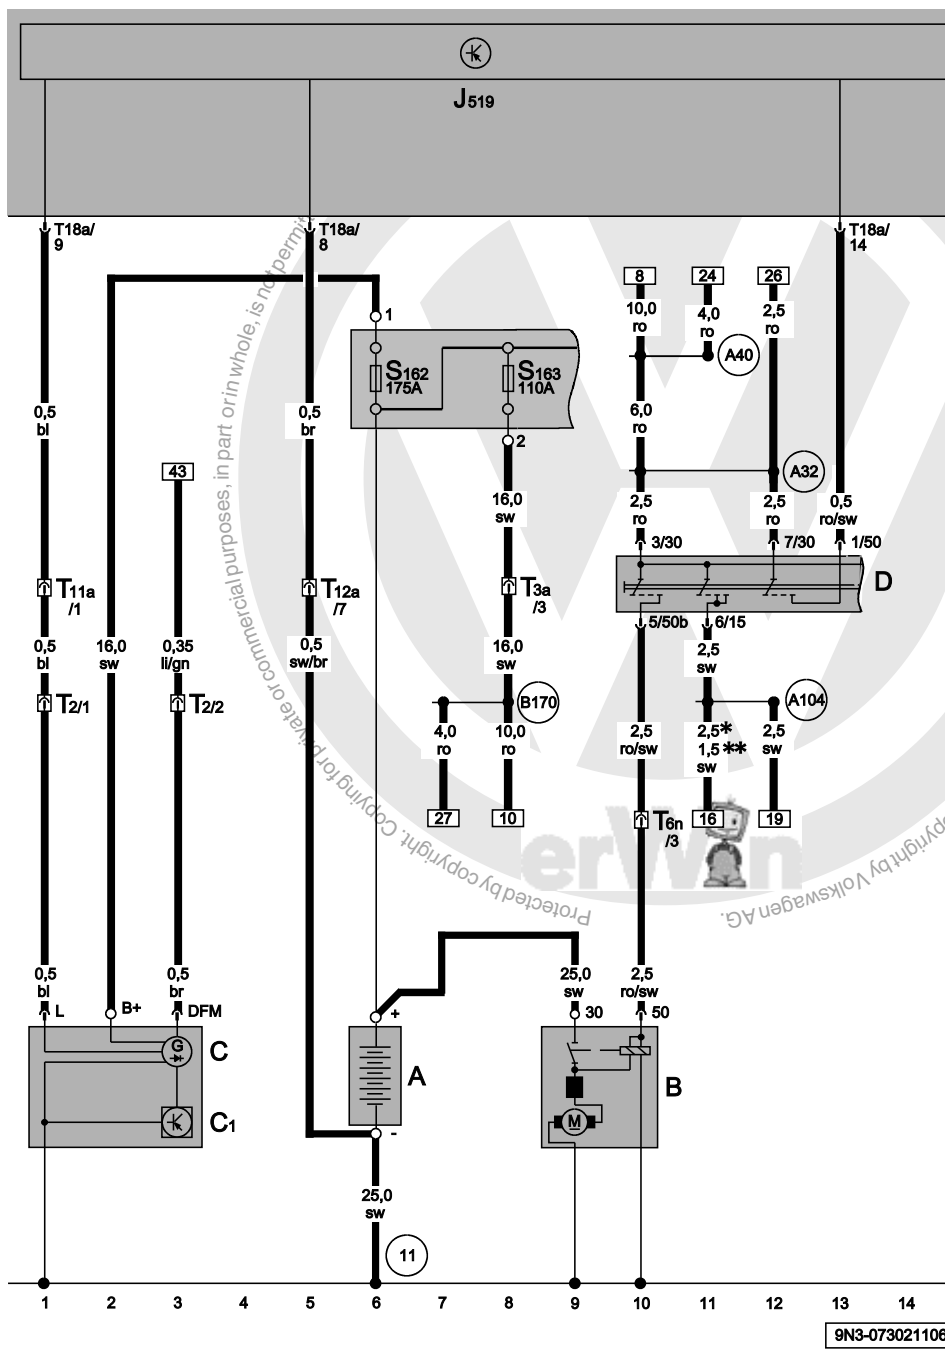 J519
T18a/
9
T18a/
8
T18a/
14
8
24
26
10,0
ro
4,0
ro
2,5
ro
1
A40
S162
175A
S163
110A
0,5
bl
0,5
br
6,0
ro
2
43
A32
16,0
sw
2,5
ro
2,5
ro
0,5
ro/sw
3/30
7/30
1/50
D
T11a
/1
T12a
/7
T3a
/3
5/50b
6/15
0,5
bl
16,0
sw
0,35
li/gn
0,5
sw/br
16,0
sw
2,5
sw
T2/1
T2/2
B170
A104
4,0
ro
10,0
ro
2,5
ro/sw
2,5*
1,5**
sw
2,5
sw
27
10
T6n
/3
16
19
erWin
Protected by copyright. Copying for private or commercial purposes, in part or in whole, is not permitt
opyright by Volkswagen AG.
0,5
bl
0,5
br
25,0
sw
2,5
ro/sw
L
B+
DFM
+
30
50
G
C
A
B
C1
M
-
25,0
sw
11
1
2
3
4
5
6
7
8
9
10
11
12
13
14
9N3-073021106